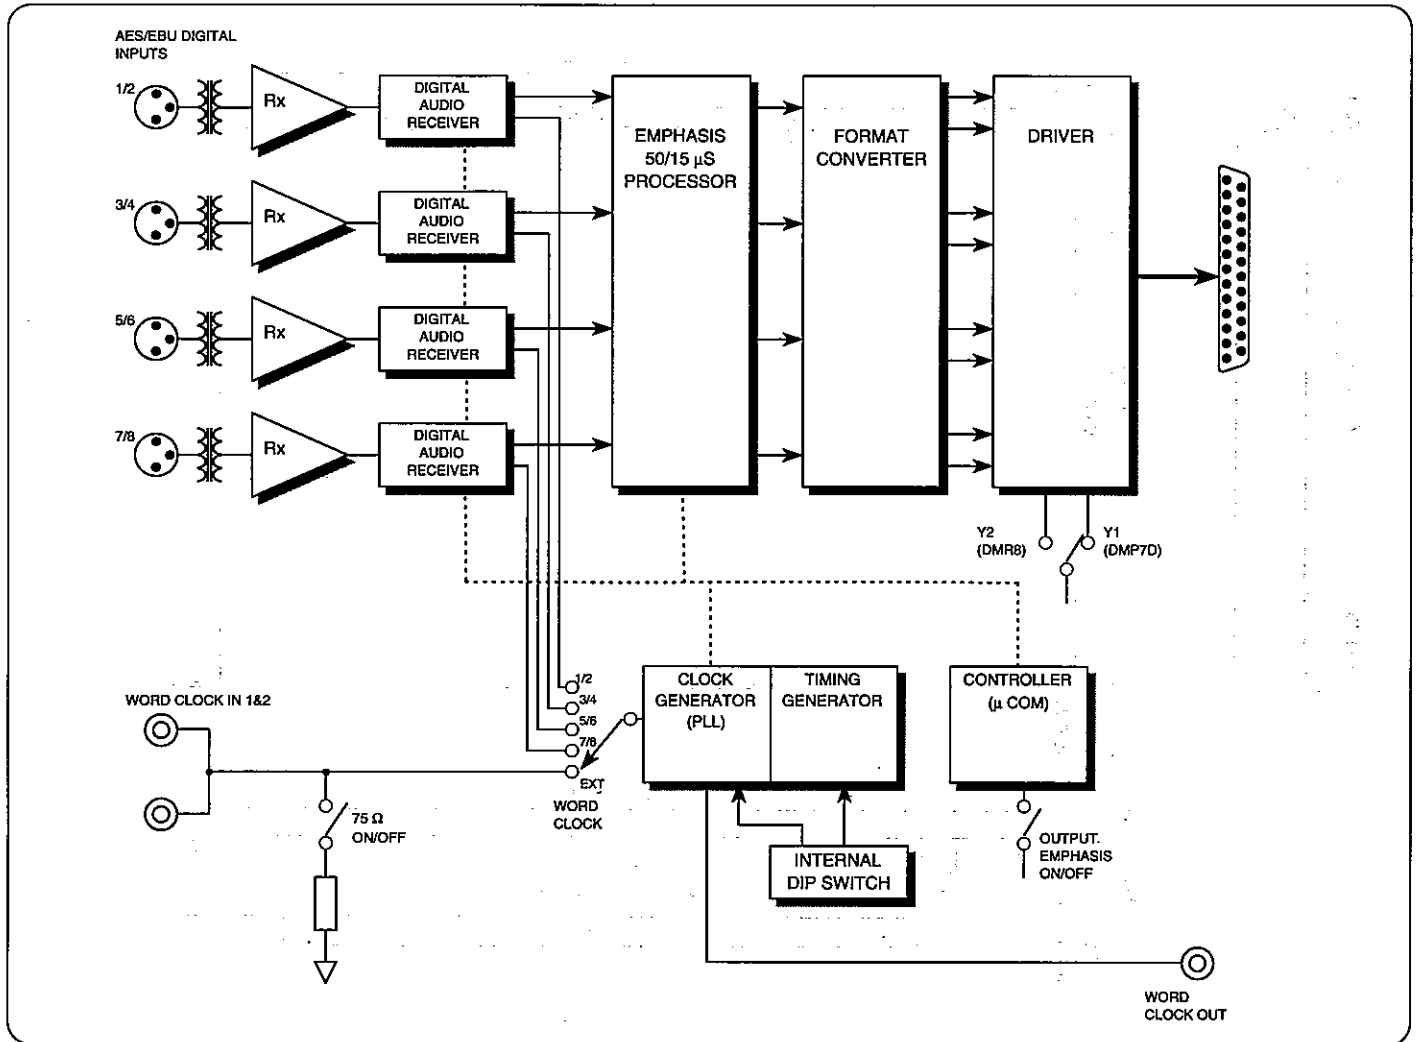 AES/EBU DIGITAL
INPUTS
1/2
Rx
DIGITAL
AUDIO
RECEIVER
EMPHASIS
50/15 µS
PROCESSOR
FORMAT
CONVERTER
DRIVER
3/4
Rx
DIGITAL
AUDIO
RECEIVER
5/6
Rx
DIGITAL
AUDIO
RECEIVER
7/8
Rx
DIGITAL
AUDIO
RECEIVER
Y2
(DMR8)
Y1
(DMP7D)
WORD CLOCK IN 1&2
1/2
3/4
5/6
7/8
EXT
WORD
CLOCK
CLOCK
GENERATOR
(PLL)
TIMING
GENERATOR
CONTROLLER
(µ COM)
75 Ω
ON/OFF
INTERNAL
DIP SWITCH
OUTPUT.
EMPHASIS
ON/OFF
WORD
CLOCK OUT